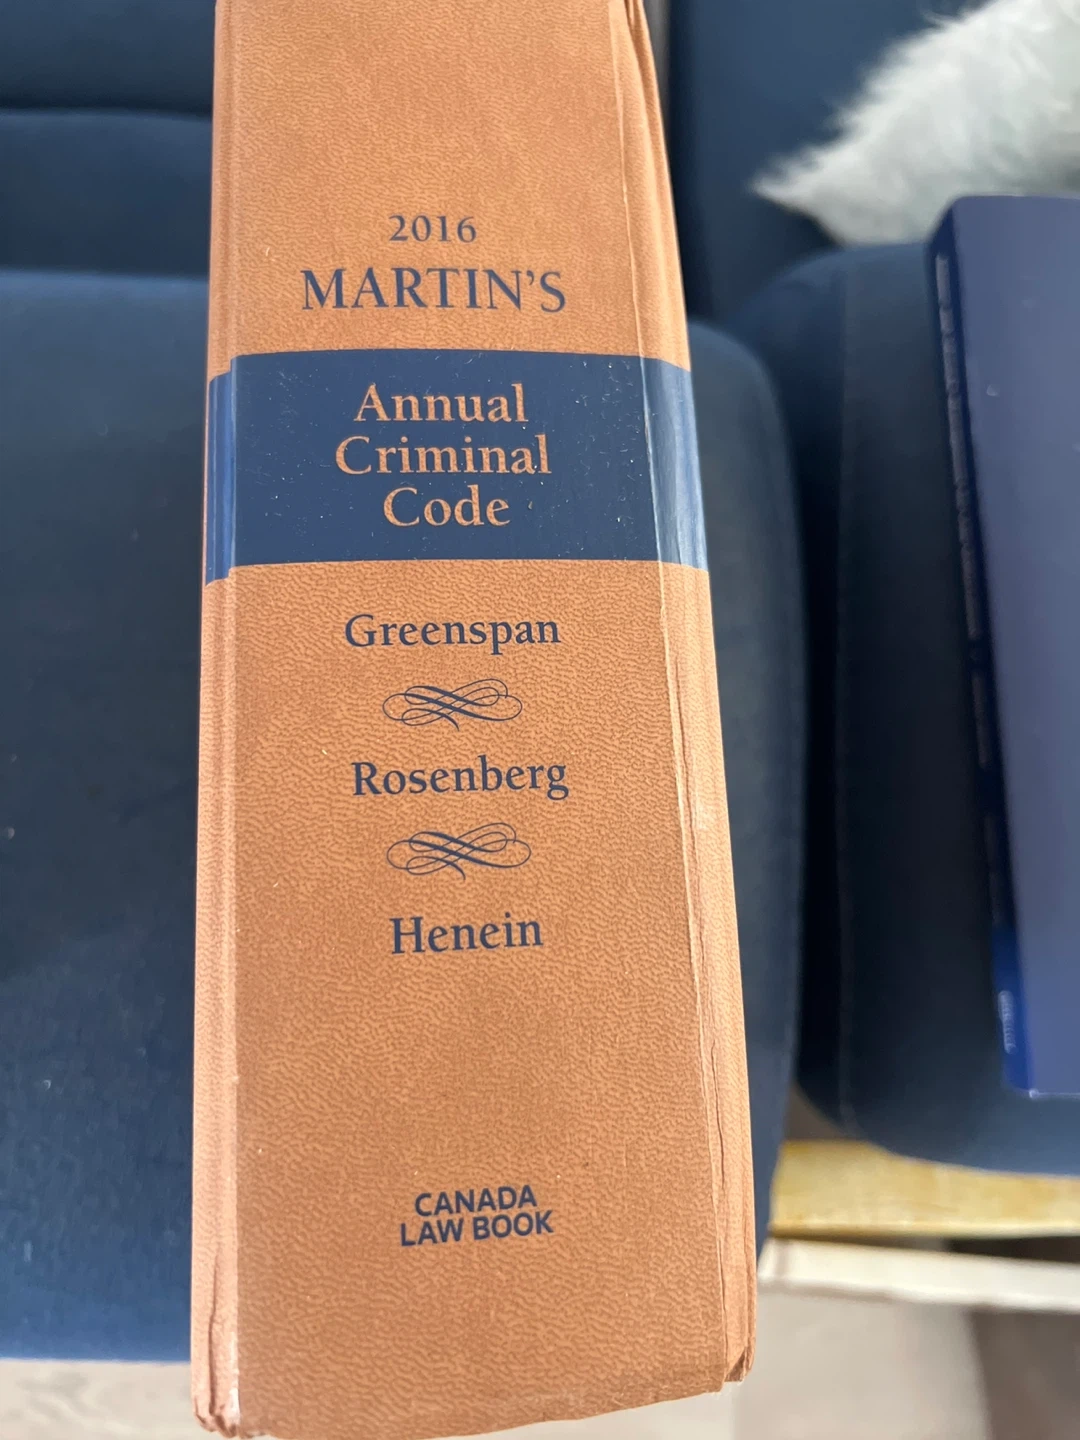 2016
MARTIN'S
Annual
Criminal
Code
Greenspan
Rosenberg
Henein
CANADA
LAW BOOK